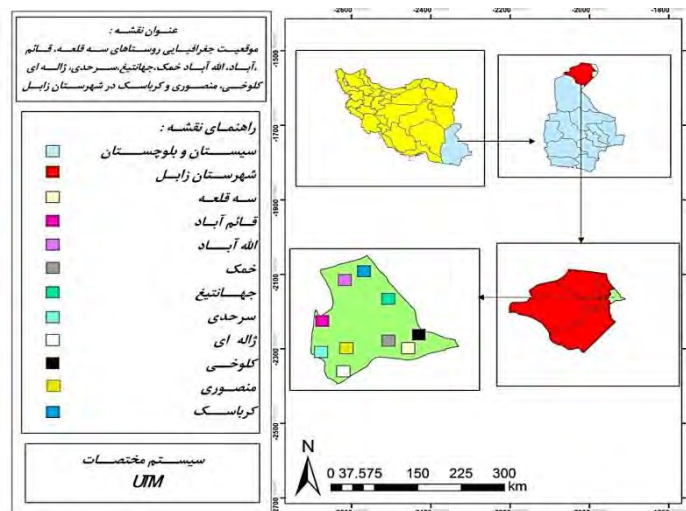 عنوان نقشه :
موقعیت جغرافیایی روستاهای سه قلعه، قائم
آباد، الله آباد خمک،جهانتیغ،سرحدی، ژاله ای،
کلوخی، منصوری و کرباسک در شهرستان زابل
راهنمای نقشه :
سیستان و بلوچستان
شهرستان زابل
سه قلعه
قائم آباد
الله آباد
خمک
جهانتیغ
سرحدی
ژاله ای
کلوخی
منصوری
کرباسک
سیستم مختصات
UTM
-2600 -2400 -2200 -2000 -1800
-1500
-1700
-1900
-2100
-2300
-2500
-2700
N
0 37.575 150 225 300
km